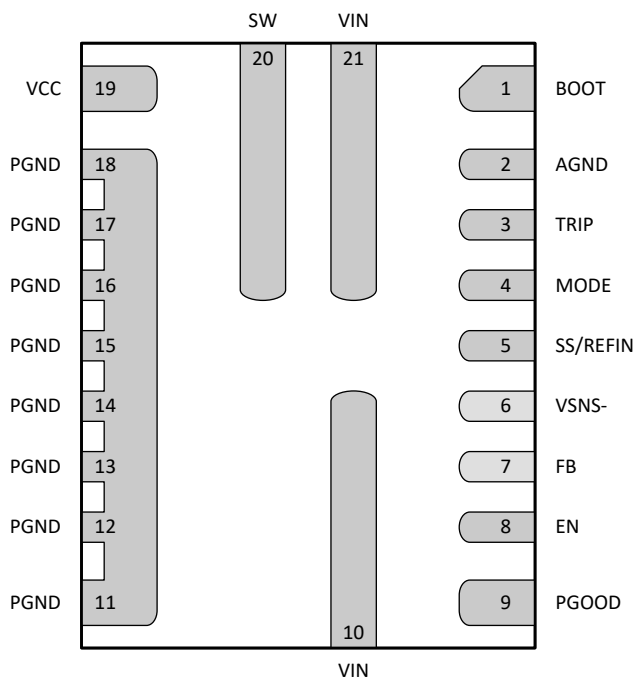 SW VIN
20 21
VCC 19 1 BOOT
PGND 18 2 AGND
PGND 17 3 TRIP
PGND 16 4 MODE
PGND 15 5 SS/REFIN
PGND 14 6 VSNS-
PGND 13 7 FB
PGND 12 8 EN
PGND 11 9 PGOOD
10
VIN